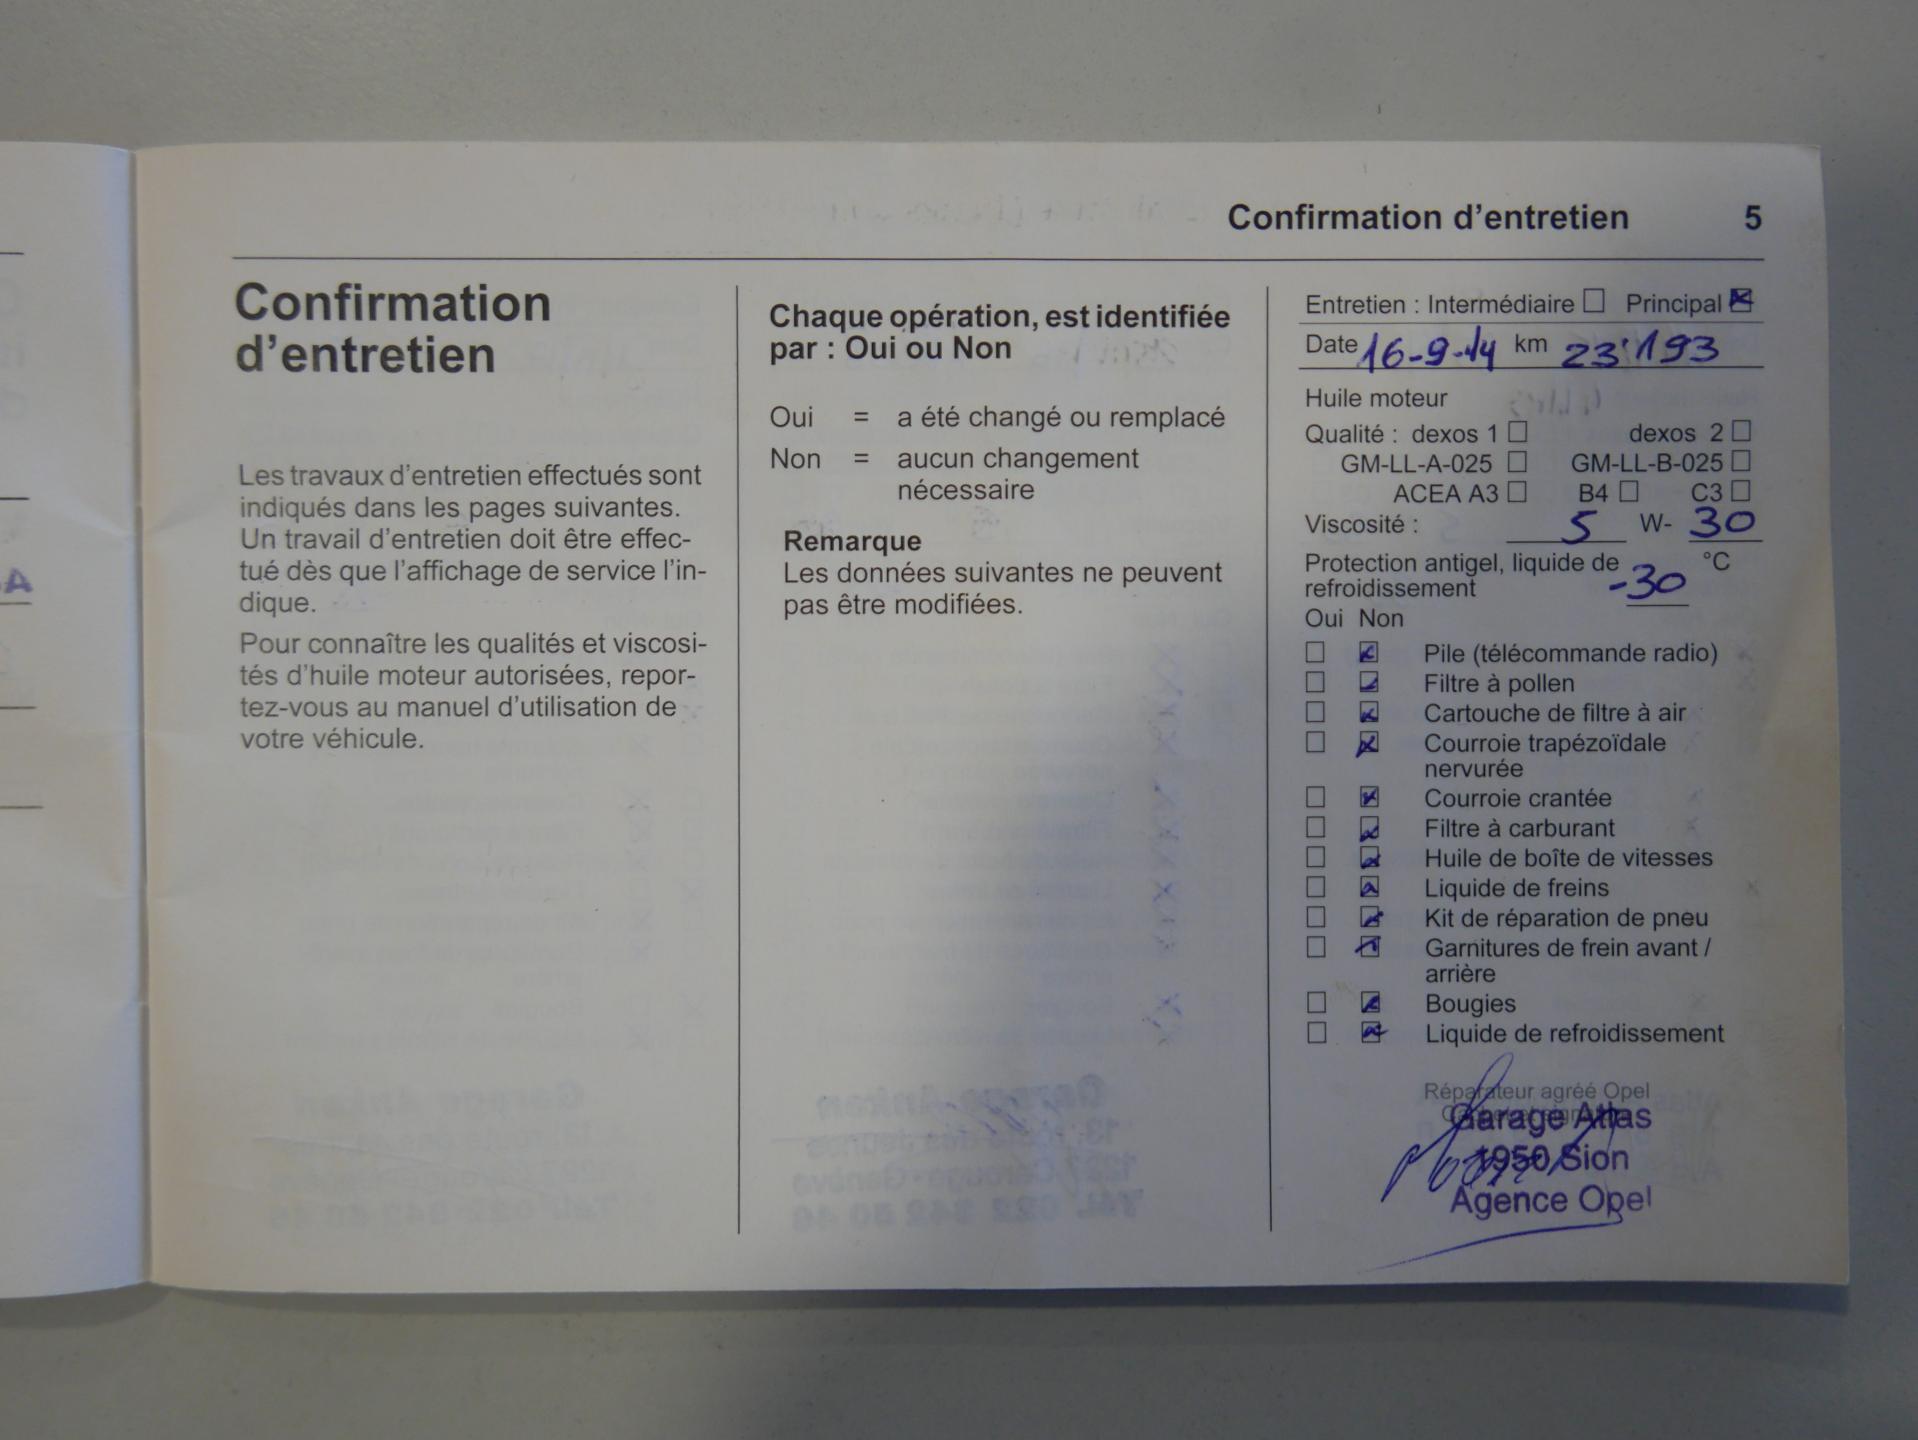 Confirmation d'entretien 5
Confirmation
d'entretien
Les travaux d'entretien effectués sont
indiqués dans les pages suivantes.
Un travail d'entretien doit être effec-
tué dès que l'affichage de service l'in-
dique.
Pour connaître les qualités et viscosi-
tés d'huile moteur autorisées, repor-
tez-vous au manuel d'utilisation de
votre véhicule.
Chaque opération, est identifiée
par : Oui ou Non
Oui = a été changé ou remplacé
Non = aucun changement
nécessaire
Remarque
Les données suivantes ne peuvent
pas être modifiées.
Entretien : Intermédiaire ☐ Principal ☒
Date 16-9-14 km 23'193
Huile moteur
Qualité : dexos 1 ☐ dexos 2 ☐
GM-LL-A-025 ☐ GM-LL-B-025 ☐
ACEA A3 ☐ B4 ☐ C3 ☐
Viscosité : 5 W- 30
Protection antigel, liquide de °C
refroidissement -30
Oui Non
☐ ☒ Pile (télécommande radio)
☐ ☒ Filtre à pollen
☐ ☒ Cartouche de filtre à air
☐ ☒ Courroie trapézoïdale
nervurée
☐ ☒ Courroie crantée
☐ ☒ Filtre à carburant
☐ ☒ Huile de boîte de vitesses
☐ ☒ Liquide de freins
☐ ☒ Kit de réparation de pneu
☐ ☒ Garnitures de frein avant /
arrière
☐ ☒ Bougies
☐ ☒ Liquide de refroidissement
Réparateur agréé Opel
Garage Atlas
1950 Sion
Agence Opel